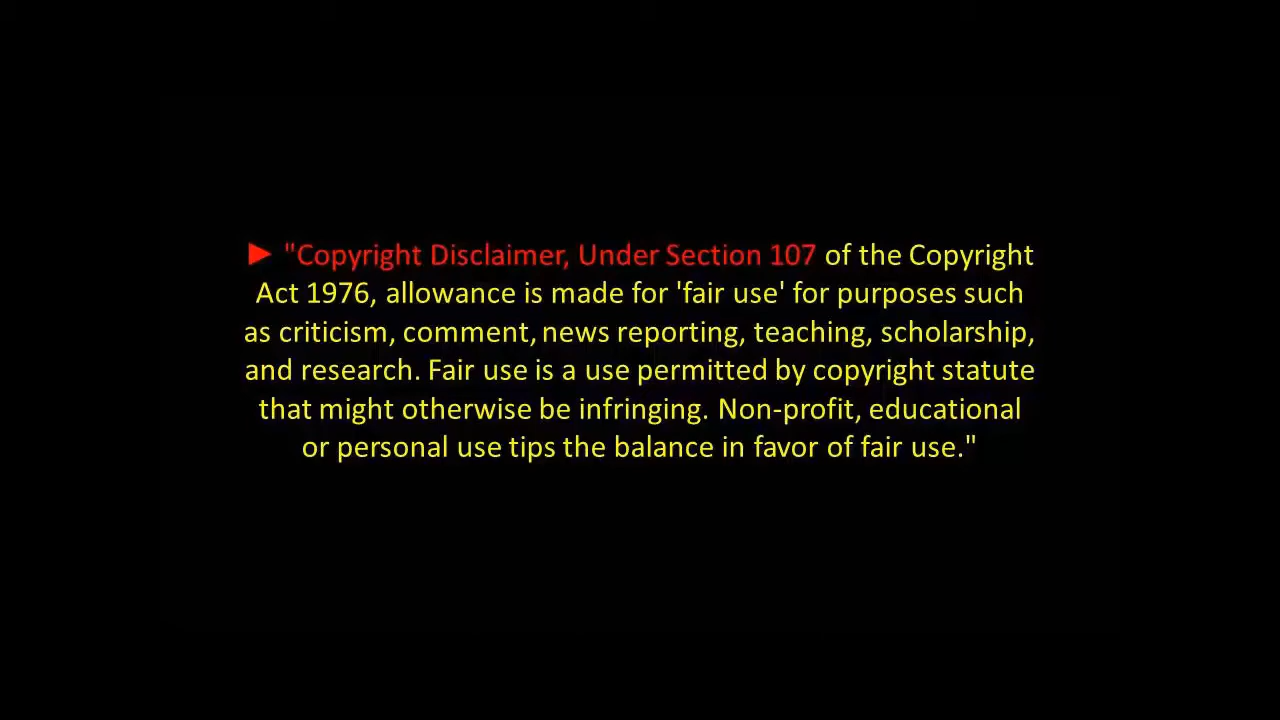 ► "Copyright Disclaimer, Under Section 107 of the Copyright
Act 1976, allowance is made for 'fair use' for purposes such
as criticism, comment, news reporting, teaching, scholarship,
and research. Fair use is a use permitted by copyright statute
that might otherwise be infringing. Non-profit, educational
or personal use tips the balance in favor of fair use."